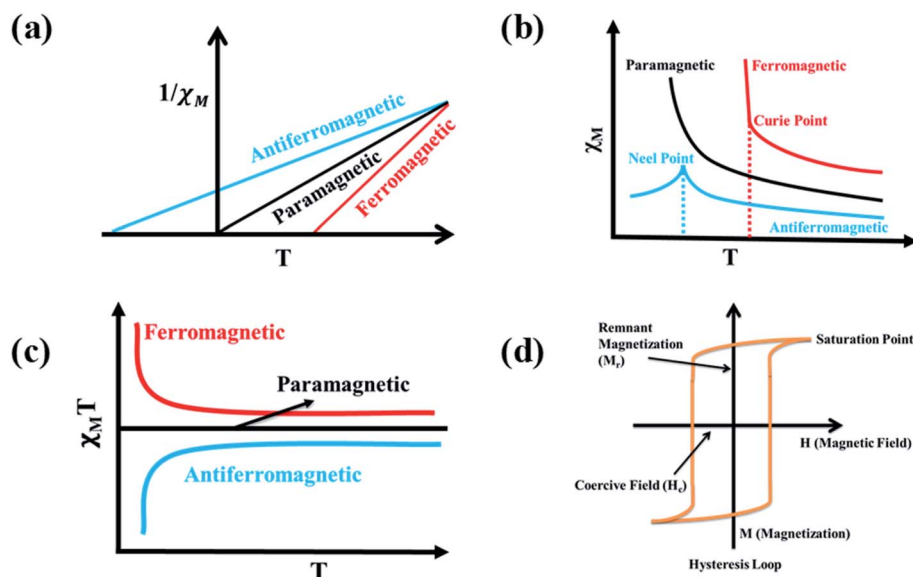 (a)
1/χM
Antiferromagnetic
Paramagnetic
Ferromagnetic
T
(b)
χM
Paramagnetic
Ferromagnetic
Curie Point
Neel Point
Antiferromagnetic
T
(c)
χMT
Ferromagnetic
Paramagnetic
Antiferromagnetic
T
(d)
Remnant
Magnetization
(Mr)
Saturation Point
H (Magnetic Field)
Coercive Field (Hc)
M (Magnetization)
Hysteresis Loop